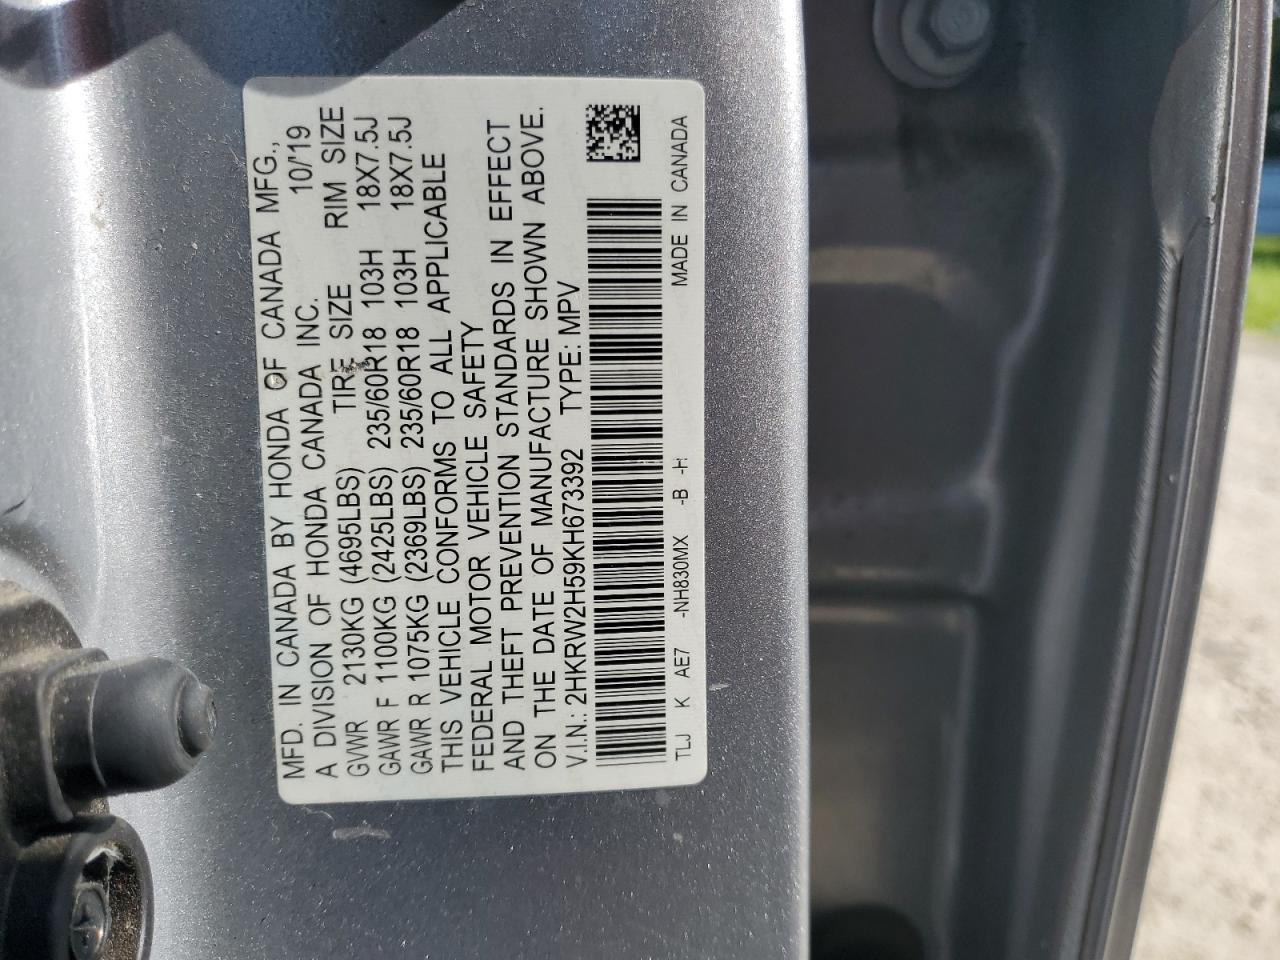 MFD. IN CANADA BY HONDA OF CANADA MFG.,
A DIVISION OF HONDA CANADA INC. 10/'19
GVWR 2130KG (4695LBS) TIRE SIZE RIM SIZE
GAWR F 1100KG (2425LBS) 235/60R18 103H 18X7.5J
GAWR R 1075KG (2369LBS) 235/60R18 103H 18X7.5J
THIS VEHICLE CONFORMS TO ALL APPLICABLE
FEDERAL MOTOR VEHICLE SAFETY
AND THEFT PREVENTION STANDARDS IN EFFECT
ON THE DATE OF MANUFACTURE SHOWN ABOVE.
V.I.N.: 2HKRW2H59KH673392 TYPE: MPV
TLJ K AE7 -NH830MX -B -H MADE IN CANADA